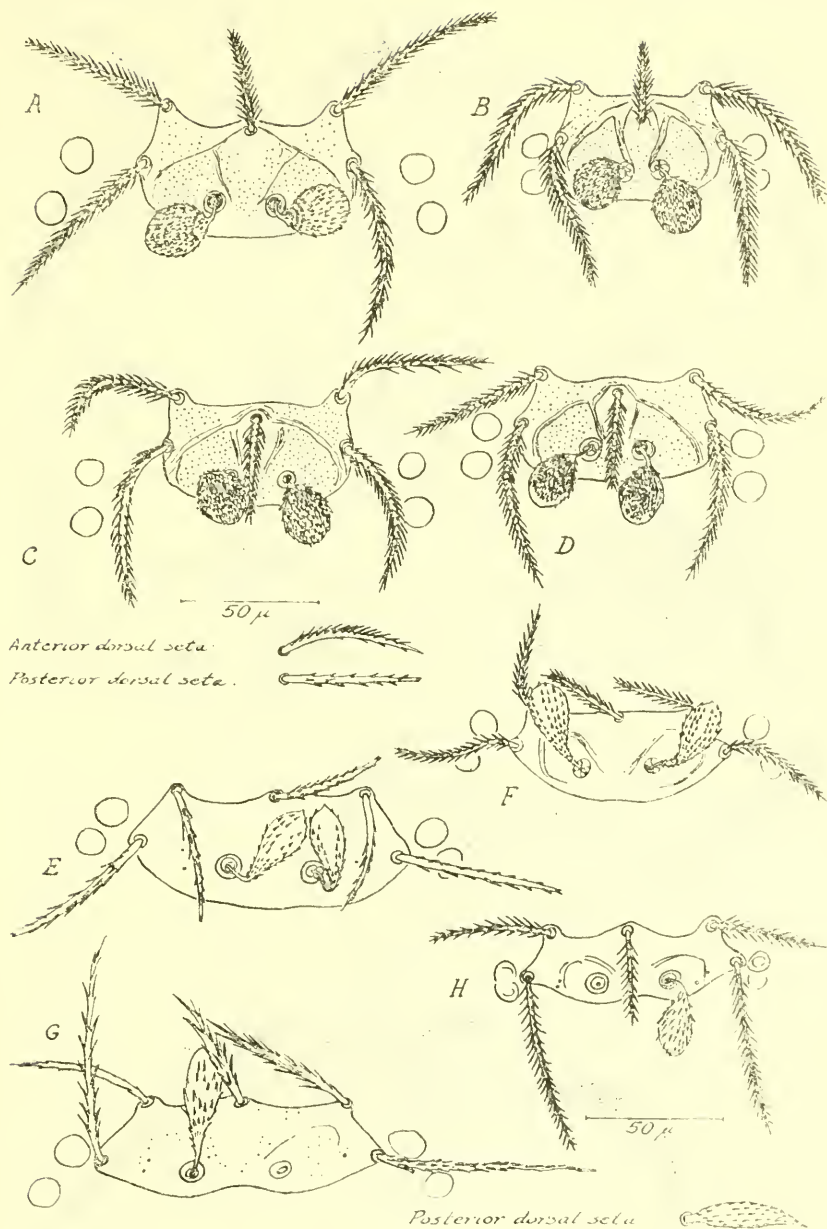 A
B
C
D
50 μ
Anterior dorsal seta.
Posterior dorsal seta.
F
E
H
G
50 μ
Posterior dorsal seta